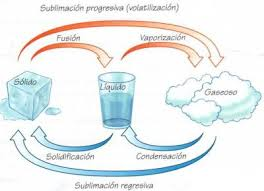 Sublimación progresiva (volatilización)
Fusión
Vaporización
Sólido
Líquido
Gaseoso
Solidificación
Condensación
Sublimación regresiva